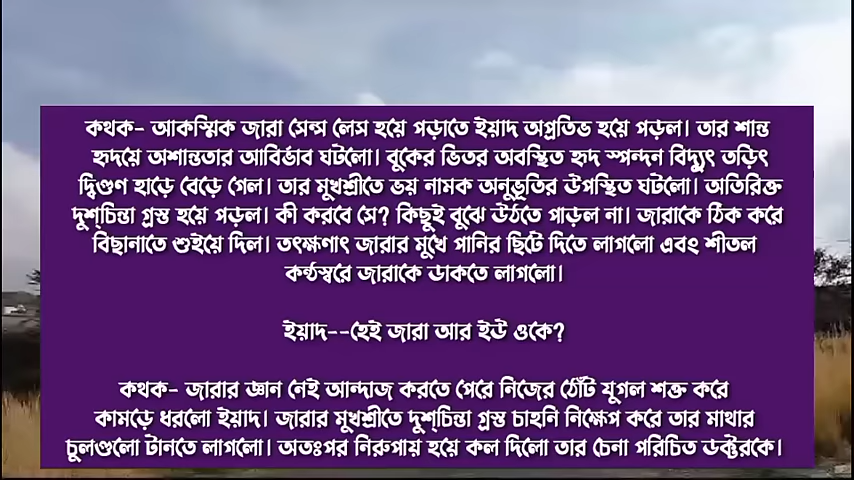 কথক- আকস্মিক জারা সেন্স লেস হয়ে পড়াতে ইয়াদ অপ্রতিভ হয়ে পড়ল। তার শান্ত
হৃদয়ে অশান্ততার আবির্ভাব ঘটলো। বুকের ভিতর অবস্থিত হৃদ স্পন্দন বিদ্যুৎ তড়িৎ
দ্বিগুণ হাড়ে বেড়ে গেল। তার মুখশ্রীতে ভয় নামক অনুভূতির উপস্থিত ঘটলো। অতিরিক্ত
দুশ্চিন্তা গ্রস্ত হয়ে পড়ল। কী করবে সে? কিছুই বুঝে উঠতে পাড়ল না। জারাকে ঠিক করে
বিছানাতে শুইয়ে দিল। তৎক্ষণাৎ জারার মুখে পানির ছিটে দিতে লাগলো এবং শীতল
কন্ঠস্বরে জারাকে ডাকতে লাগলো।
ইয়াদ--হেই জারা আর ইউ ওকে?
কথক- জারার জ্ঞান নেই আন্দাজ করতে পেরে নিজের ঠোঁট যুগল শক্ত করে
কামড়ে ধরলো ইয়াদ। জারার মুখশ্রীতে দুশ্চিন্তা গ্রস্ত চাহনি নিক্ষেপ করে তার মাথার
চুলগুলো টানতে লাগলো। অতঃপর নিরুপায় হয়ে কল দিলো তার চেনা পরিচিত ডক্টরকে।